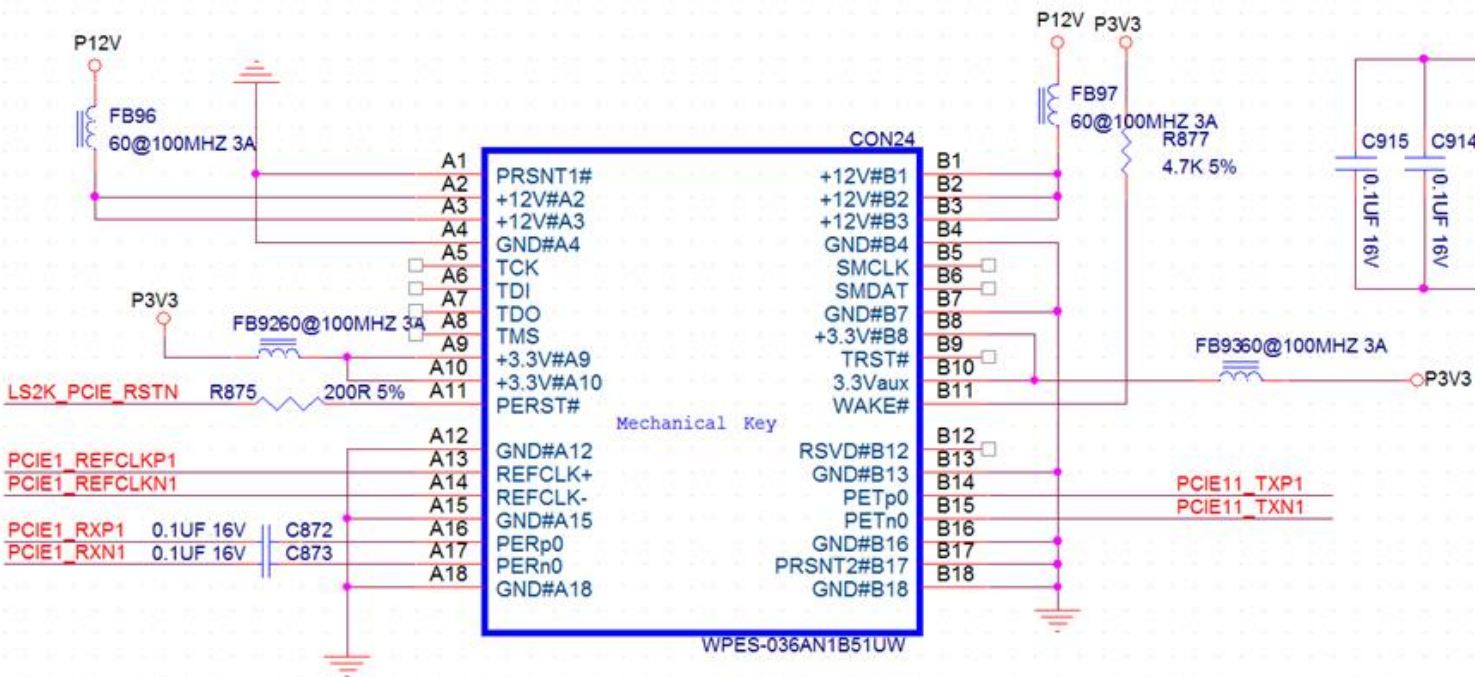 P12V
FB96
60@100MHZ 3A
P12V
P3V3
FB97
60@100MHZ 3A
R877
4.7K 5%
C915
0.1UF 16V
C914
0.1UF 16V
CON24
A1 PRSNT1# +12V#B1 B1
A2 +12V#A2 +12V#B2 B2
A3 +12V#A3 +12V#B3 B3
A4 GND#A4 GND#B4 B4
A5 TCK SMCLK B5
A6 TDI SMDAT B6
A7 TDO GND#B7 B7
A8 TMS +3.3V#B8 B8
A9 +3.3V#A9 TRST# B9
A10 +3.3V#A10 3.3Vaux B10
A11 PERST# WAKE# B11
P3V3
FB9260@100MHZ 3A
FB9360@100MHZ 3A
P3V3
LS2K_PCIE_RSTN R875 200R 5%
Mechanical Key
A12 GND#A12 RSVD#B12 B12
A13 REFCLK+ GND#B13 B13
A14 REFCLK- PETp0 B14
A15 GND#A15 PETn0 B15
A16 PERp0 GND#B16 B16
A17 PERn0 PRSNT2#B17 B17
A18 GND#A18 GND#B18 B18
PCIE1_REFCLKP1
PCIE1_REFCLKN1
PCIE1_RXP1 0.1UF 16V C872
PCIE1_RXN1 0.1UF 16V C873
PCIE11_TXP1
PCIE11_TXN1
WPES-036AN1B51UW